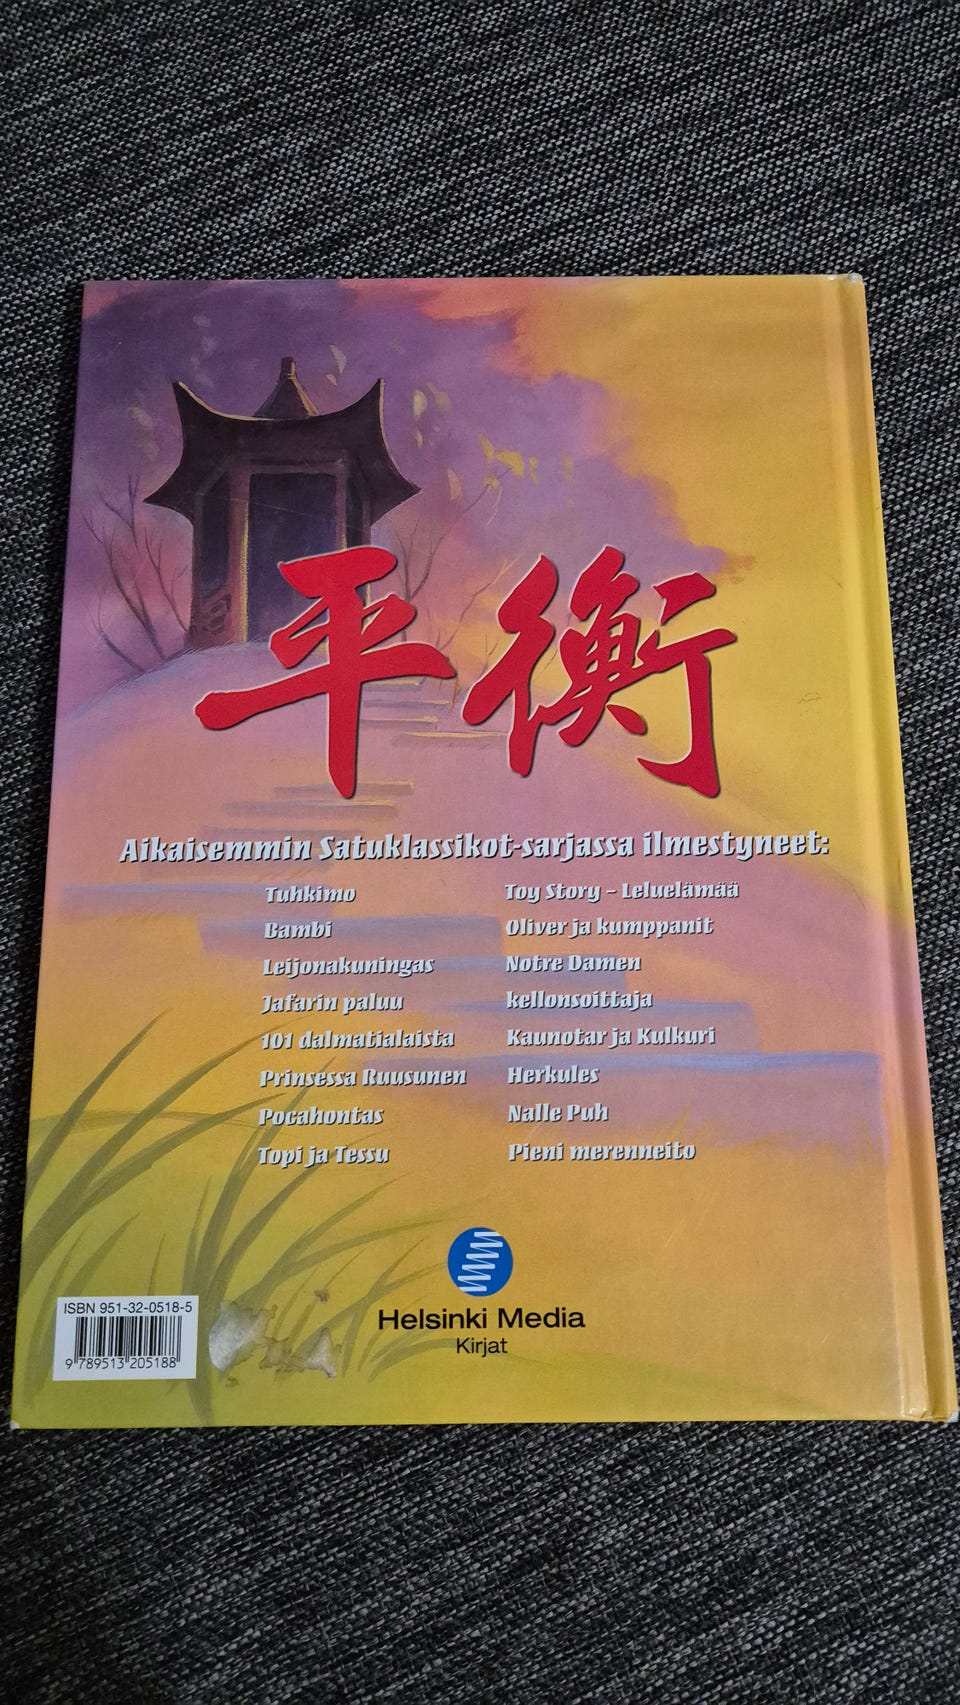 平衡
Aikaisemmin Satuklassikot-sarjassa ilmestyneet:
Tuhkimo
Bambi
Leijonakuningas
Jafarin paluu
101 dalmatialaista
Prinsessa Ruusunen
Pocahontas
Topi ja Tessu
Toy Story – Leluelämää
Oliver ja kumppanit
Notre Damen
kellonsoittaja
Kaunotar ja Kulkuri
Herkules
Nalle Puh
Pieni merenneito
Helsinki Media
Kirjat
ISBN 951-32-0518-5
9 789513 205188